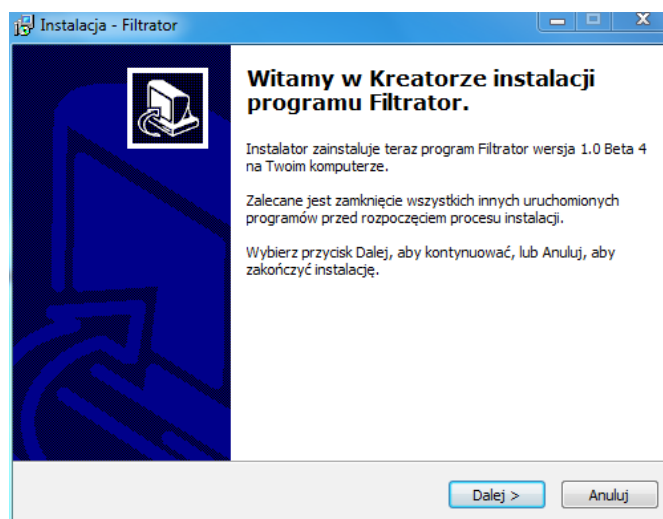 Instalacja - Filtrator
Witamy w Kreatorze instalacji
programu Filtrator.
Instalator zainstaluje teraz program Filtrator wersja 1.0 Beta 4
na Twoim komputerze.
Zalecane jest zamknięcie wszystkich innych uruchomionych
programów przed rozpoczęciem procesu instalacji.
Wybierz przycisk Dalej, aby kontynuować, lub Anuluj, aby
zakończyć instalację.
Dalej > Anuluj